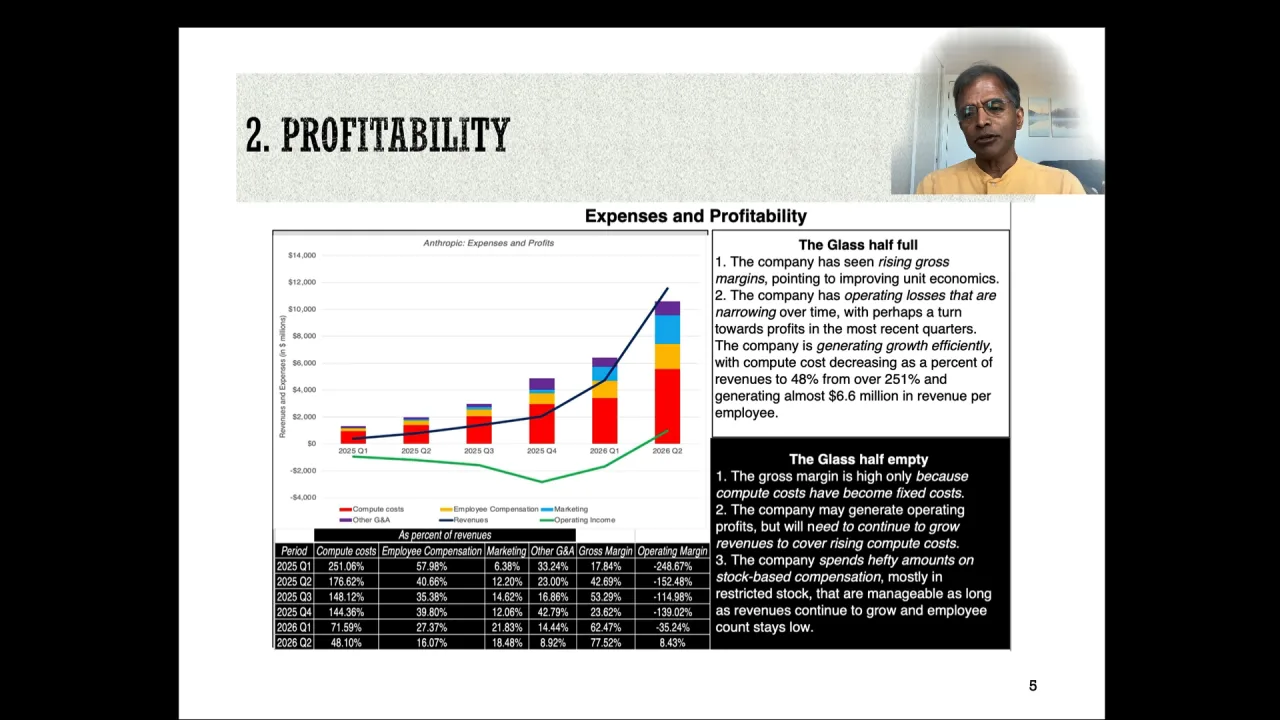 2. PROFITABILITY
Expenses and Profitability
Anthropic: Expenses and Profits
Revenues and Expenses (in $ millions)
$14,000
$12,000
$10,000
$8,000
$6,000
$4,000
$2,000
$0
-$2,000
-$4,000
2025 Q1 2025 Q2 2025 Q3 2025 Q4 2026 Q1 2026 Q2
Compute costs Employee Compensation Marketing
Other G&A Revenues Operating Income
As percent of revenues
Period Compute costs Employee Compensation Marketing Other G&A Gross Margin Operating Margin
2025 Q1 251.06% 57.98% 6.38% 33.24% 17.84% -248.67%
2025 Q2 176.62% 40.66% 12.20% 23.00% 42.69% -152.48%
2025 Q3 148.12% 35.38% 14.62% 16.86% 53.29% -114.98%
2025 Q4 144.36% 39.80% 12.06% 42.79% 23.62% -139.02%
2026 Q1 71.59% 27.37% 21.83% 14.44% 62.47% -35.24%
2026 Q2 48.10% 16.07% 18.48% 8.92% 77.52% 8.43%
The Glass half full
1. The company has seen rising gross
margins, pointing to improving unit economics.
2. The company has operating losses that are
narrowing over time, with perhaps a turn
towards profits in the most recent quarters.
The company is generating growth efficiently,
with compute cost decreasing as a percent of
revenues to 48% from over 251% and
generating almost $6.6 million in revenue per
employee.
The Glass half empty
1. The gross margin is high only because
compute costs have become fixed costs.
2. The company may generate operating
profits, but will need to continue to grow
revenues to cover rising compute costs.
3. The company spends hefty amounts on
stock-based compensation, mostly in
restricted stock, that are manageable as long
as revenues continue to grow and employee
count stays low.
5